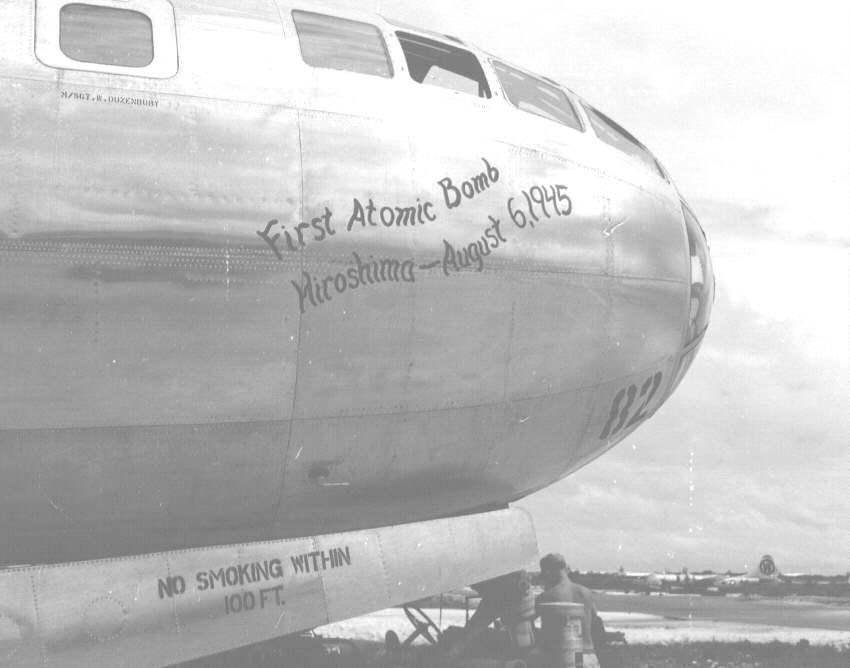 M/SGT. W. DUZENBURY
First Atomic Bomb
Hiroshima — August 6, 1945
82
NO SMOKING WITHIN
100 FT.